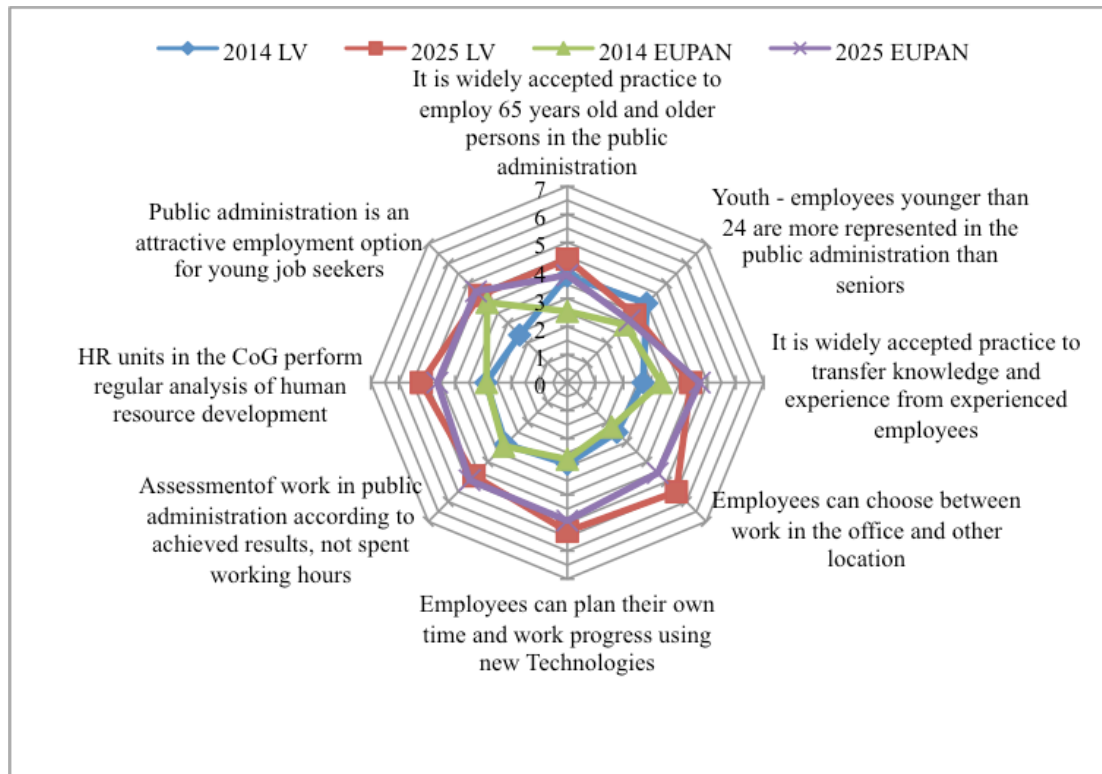 2014 LV
2025 LV
2014 EUPAN
2025 EUPAN
It is widely accepted practice to
employ 65 years old and older
persons in the public
administration
Youth - employees younger than
24 are more represented in the
public administration than
seniors
It is widely accepted practice to
transfer knowledge and
experience from experienced
employees
Employees can choose between
work in the office and other
location
Employees can plan their own
time and work progress using
new Technologies
Assessmentof work in public
administration according to
achieved results, not spent
working hours
HR units in the CoG perform
regular analysis of human
resource development
Public administration is an
attractive employment option
for young job seekers
7
6
5
4
3
2
1
0